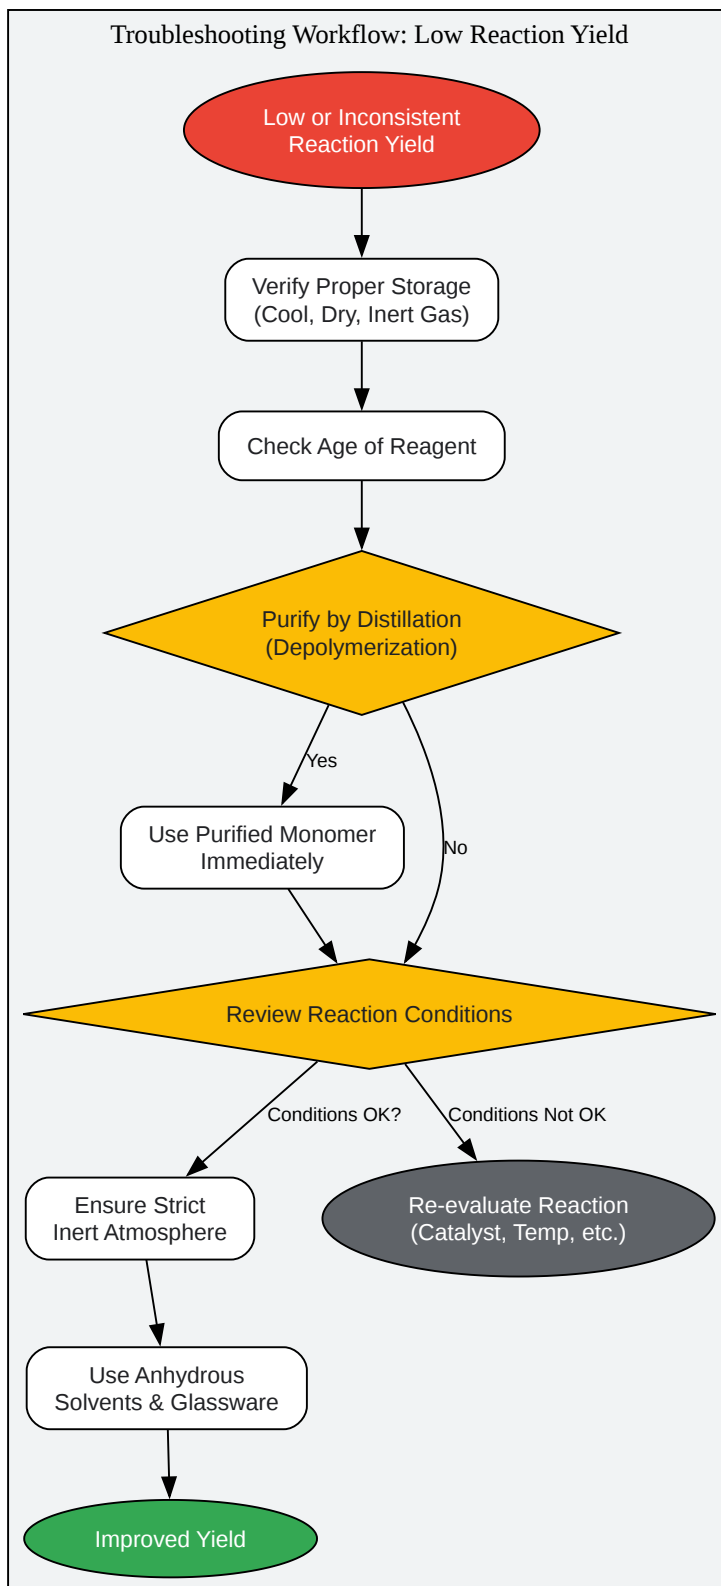 Troubleshooting Workflow: Low Reaction Yield
Low or Inconsistent
Reaction Yield
Verify Proper Storage
(Cool, Dry, Inert Gas)
Check Age of Reagent
Purify by Distillation
(Depolymerization)
Yes
Use Purified Monomer
Immediately
No
Review Reaction Conditions
Conditions OK?
Conditions Not OK
Ensure Strict
Inert Atmosphere
Re-evaluate Reaction
(Catalyst, Temp, etc.)
Use Anhydrous
Solvents & Glassware
Improved Yield